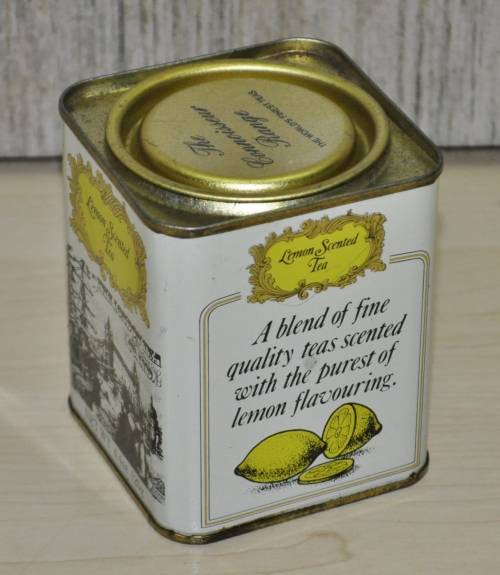 The
Connoisseur
Range
THE WORLD'S FINEST TEAS
Lemon Scented
Tea
Lemon Scented
Tea
A blend of fine
quality teas scented
with the purest of
lemon flavouring.